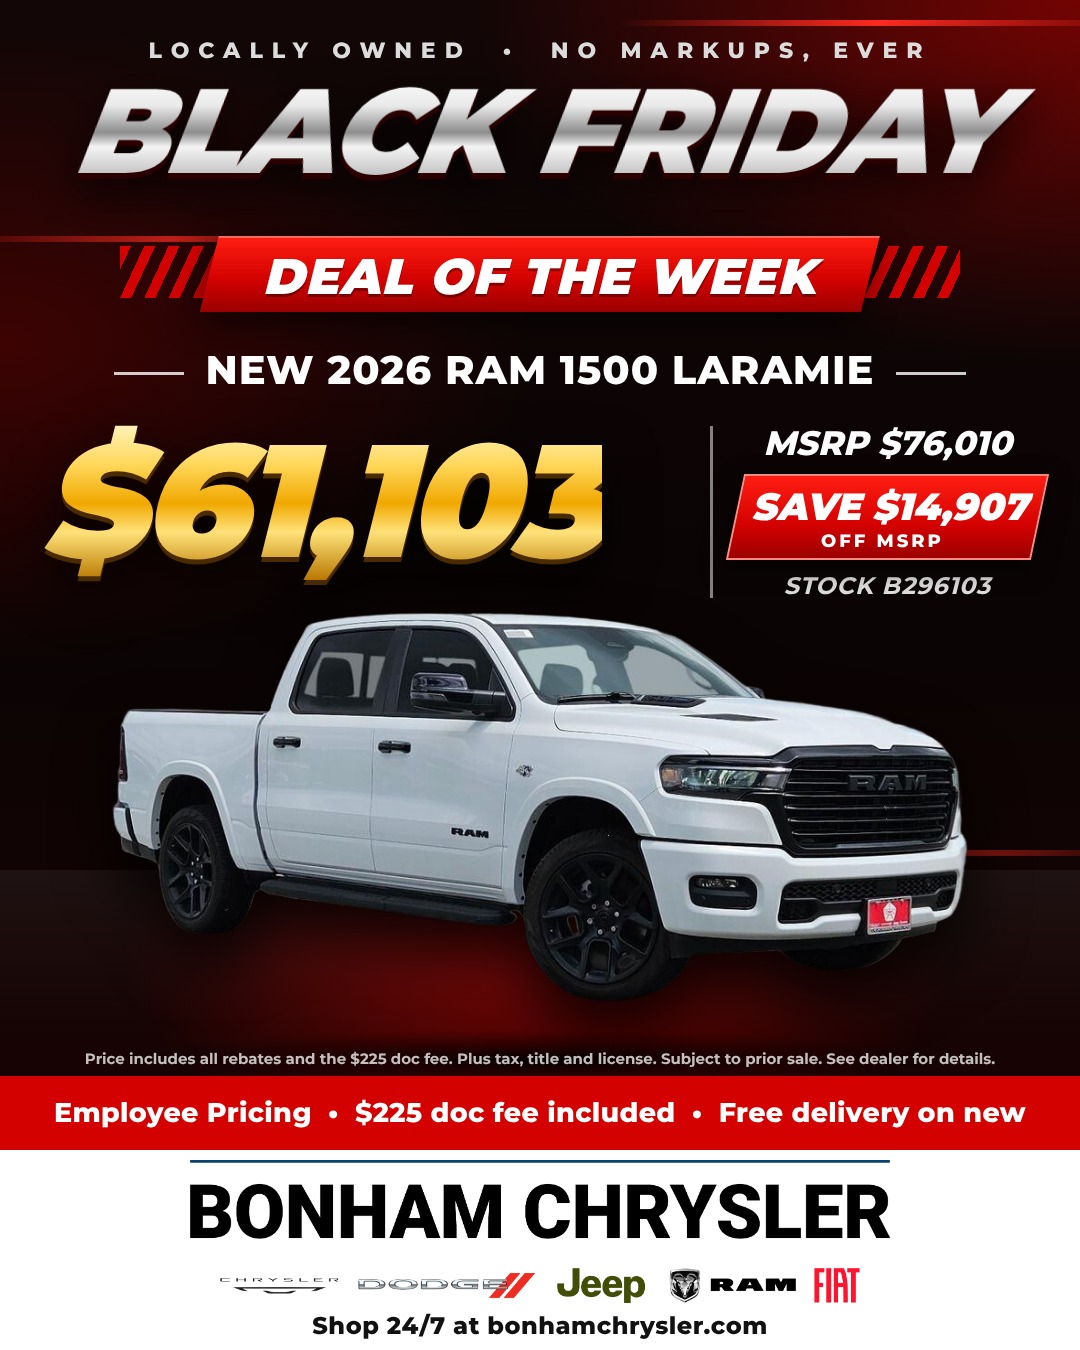 LOCALLY OWNED • NO MARKUPS, EVER
BLACK FRIDAY
DEAL OF THE WEEK
NEW 2026 RAM 1500 LARAMIE
$61,103
MSRP $76,010
SAVE $14,907
OFF MSRP
STOCK B296103
RAM
RAM
Price includes all rebates and the $225 doc fee. Plus tax, title and license. Subject to prior sale. See dealer for details.
Employee Pricing • $225 doc fee included • Free delivery on new
BONHAM CHRYSLER
CHRYSLER DODGE Jeep RAM FIAT
Shop 24/7 at bonhamchrysler.com